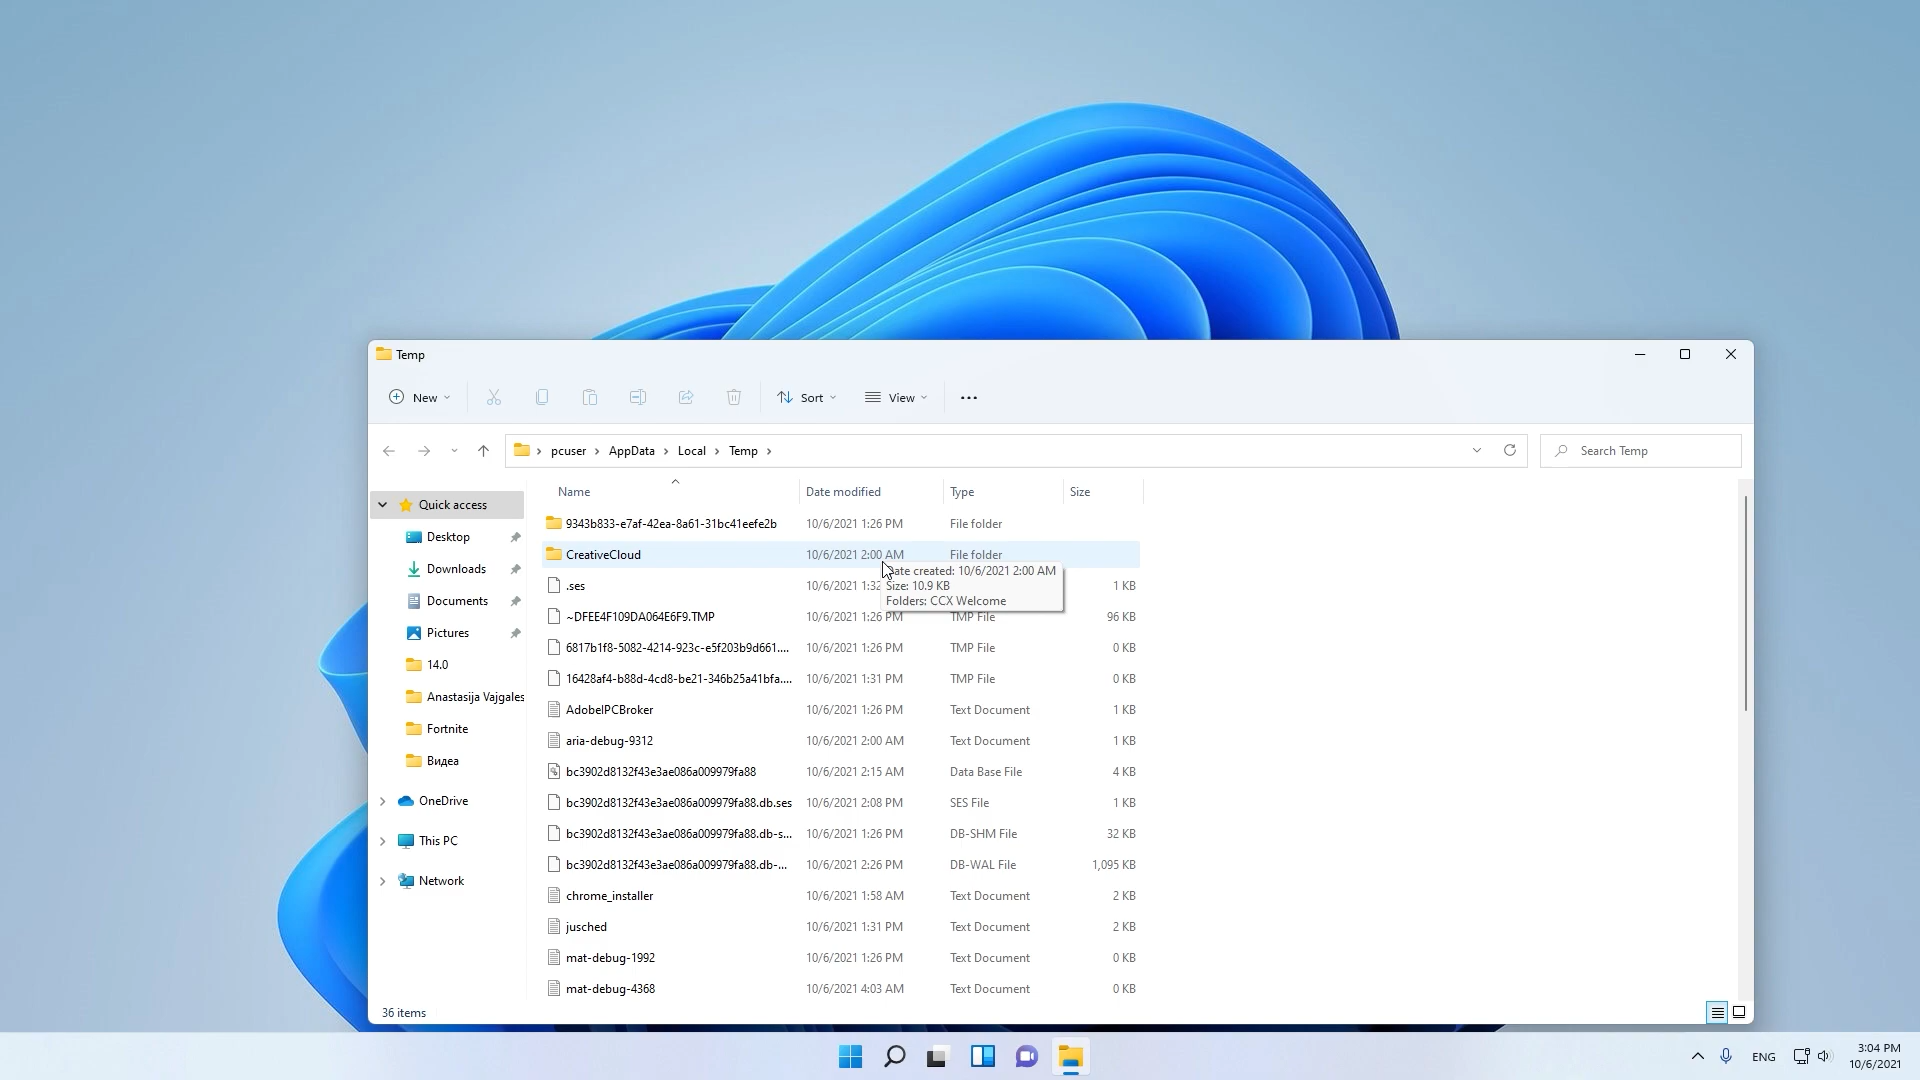 Temp
New
Sort
View
pcuser > AppData > Local > Temp >
Search Temp
Name Date modified Type Size
Quick access
Desktop
Downloads
Documents
Pictures
14.0
Anastasija Vajgales
Fortnite
Видеа
OneDrive
This PC
Network
9343b833-e7af-42ea-8a61-31bc41eefe2b 10/6/2021 1:26 PM File folder
CreativeCloud 10/6/2021 2:00 AM File folder
.ses 10/6/2021 1:32 1 KB
~DFEE4F109DA064E6F9.TMP 10/6/2021 1:26 PM TMP File 96 KB
6817b1f8-5082-4214-923c-e5f203b9d661.... 10/6/2021 1:26 PM TMP File 0 KB
16428af4-b88d-4cd8-be21-346b25a41bfa.... 10/6/2021 1:31 PM TMP File 0 KB
AdobeIPCBroker 10/6/2021 1:26 PM Text Document 1 KB
aria-debug-9312 10/6/2021 2:00 AM Text Document 1 KB
bc3902d8132f43e3ae086a009979fa88 10/6/2021 2:15 AM Data Base File 4 KB
bc3902d8132f43e3ae086a009979fa88.db.ses 10/6/2021 2:08 PM SES File 1 KB
bc3902d8132f43e3ae086a009979fa88.db-s... 10/6/2021 1:26 PM DB-SHM File 32 KB
bc3902d8132f43e3ae086a009979fa88.db-... 10/6/2021 2:26 PM DB-WAL File 1,095 KB
chrome_installer 10/6/2021 1:58 AM Text Document 2 KB
jusched 10/6/2021 1:31 PM Text Document 2 KB
mat-debug-1992 10/6/2021 1:26 PM Text Document 0 KB
mat-debug-4368 10/6/2021 4:03 AM Text Document 0 KB
Date created: 10/6/2021 2:00 AM
Size: 10.9 KB
Folders: CCX Welcome
36 items
ENG
3:04 PM
10/6/2021